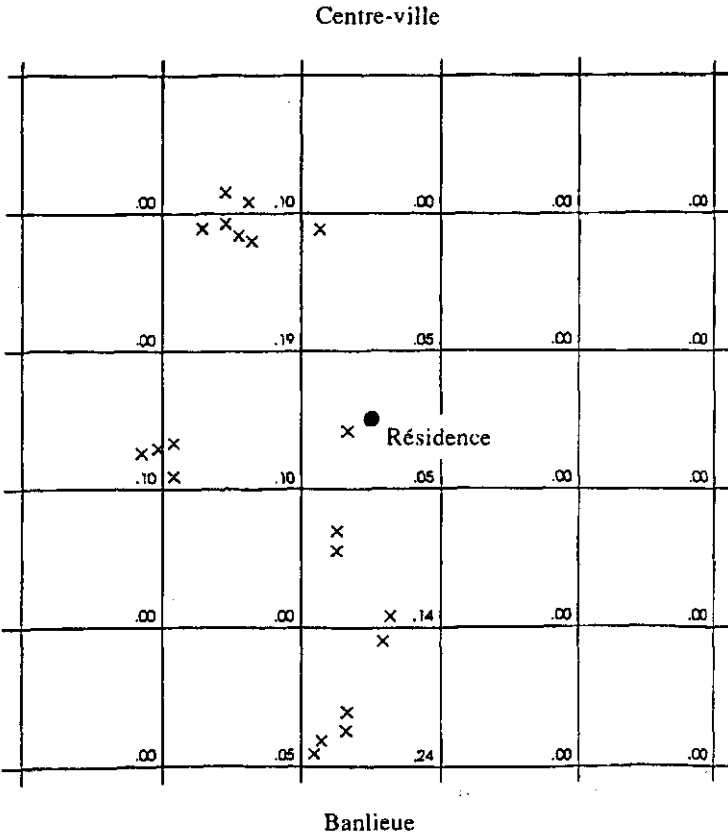 Centre-ville
.00 .10 .00 .00 .00
.00 .19 .05 .00 .00
Résidence
.10 .10 .05 .00 .00
.00 .00 .14 .00 .00
.00 .05 .24 .00 .00
Banlieue